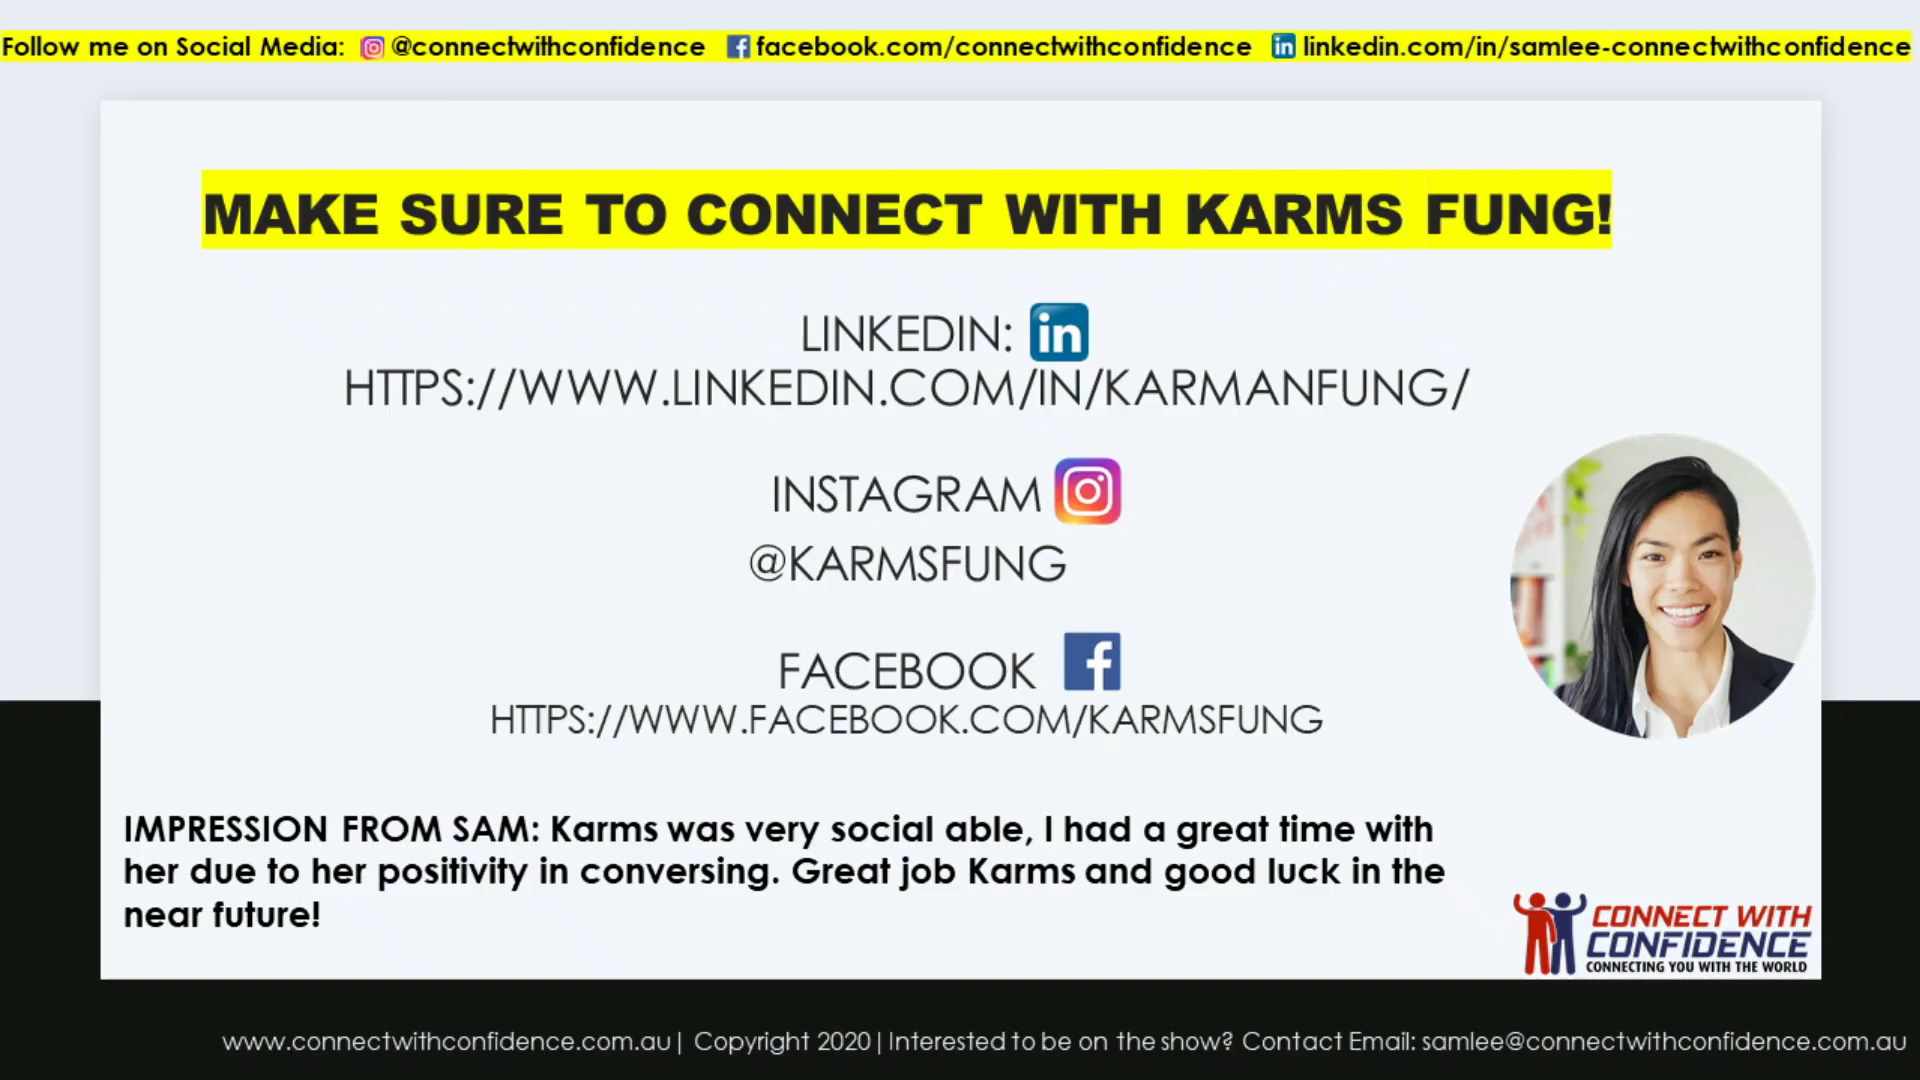 Follow me on Social Media: @connectwithconfidence facebook.com/connectwithconfidence linkedin.com/in/samlee-connectwithconfidence
MAKE SURE TO CONNECT WITH KARMS FUNG!
LINKEDIN: in
HTTPS://WWW.LINKEDIN.COM/IN/KARMANFUNG/
INSTAGRAM
@KARMSFUNG
FACEBOOK
HTTPS://WWW.FACEBOOK.COM/KARMSFUNG
IMPRESSION FROM SAM: Karms was very social able, I had a great time with
her due to her positivity in conversing. Great job Karms and good luck in the
near future!
CONNECT WITH
CONFIDENCE
CONNECTING YOU WITH THE WORLD
www.connectwithconfidence.com.au| Copyright 2020|Interested to be on the show? Contact Email: samlee@connectwithconfidence.com.au